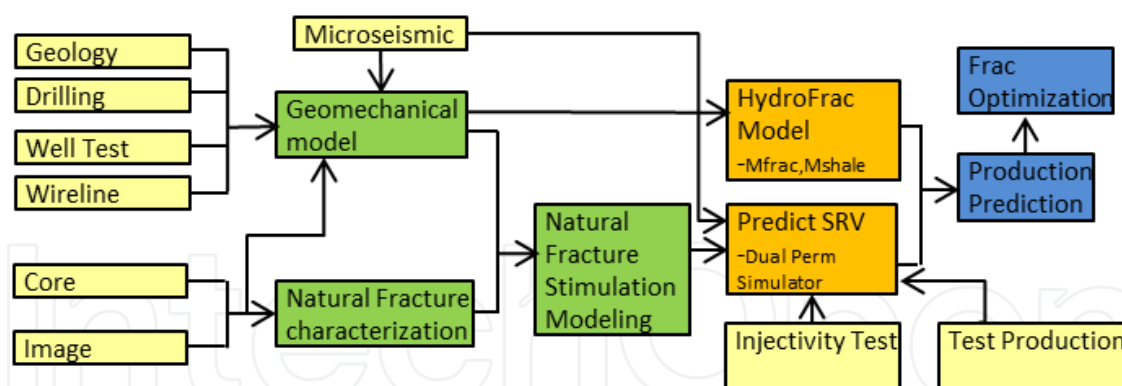 Microseismic
Geology
Drilling
Well Test
Wireline
Geomechanical
model
HydroFrac
Model
-Mfrac,Mshale
Frac
Optimization
Production
Prediction
Core
Image
Natural Fracture
characterization
Natural
Fracture
Stimulation
Modeling
Predict SRV
-Dual Perm
Simulator
Injectivity Test
Test Production
IntechOpen